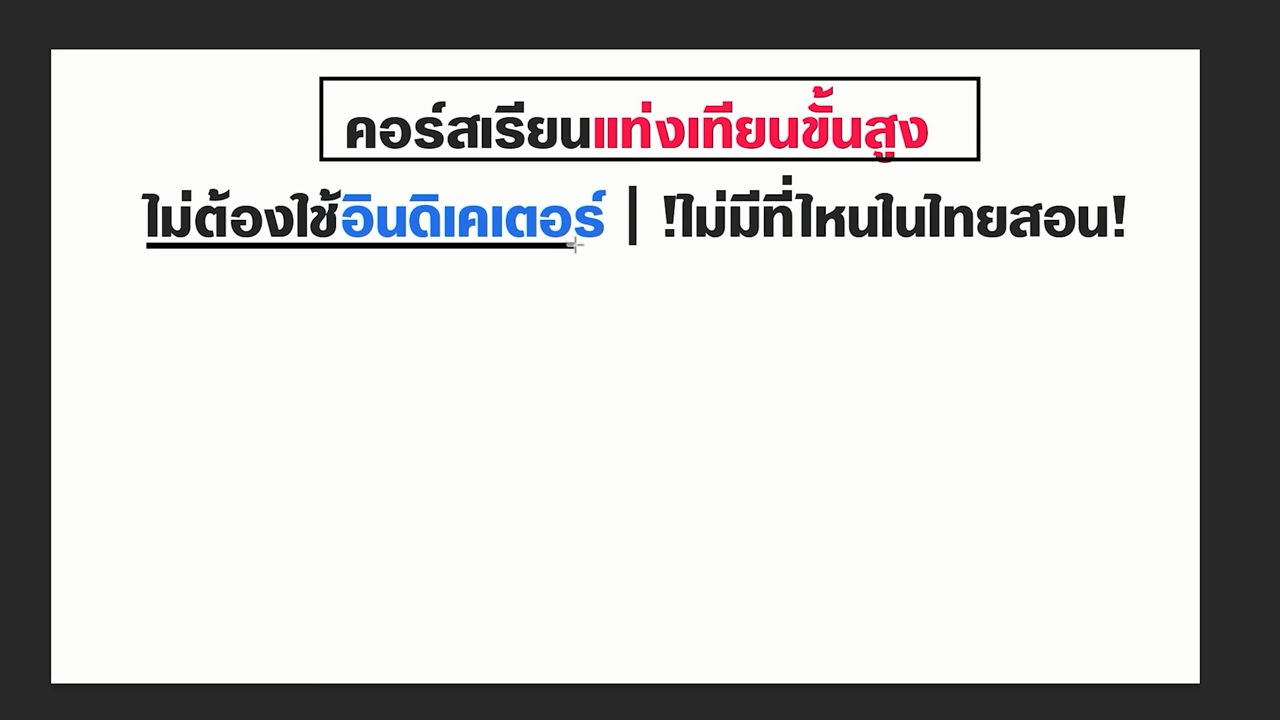 คอร์สเรียนแท่งเทียนขั้นสูง
ไม่ต้องใช้อินดิเคเตอร์ | !ไม่มีที่ไหนในไทยสอน!